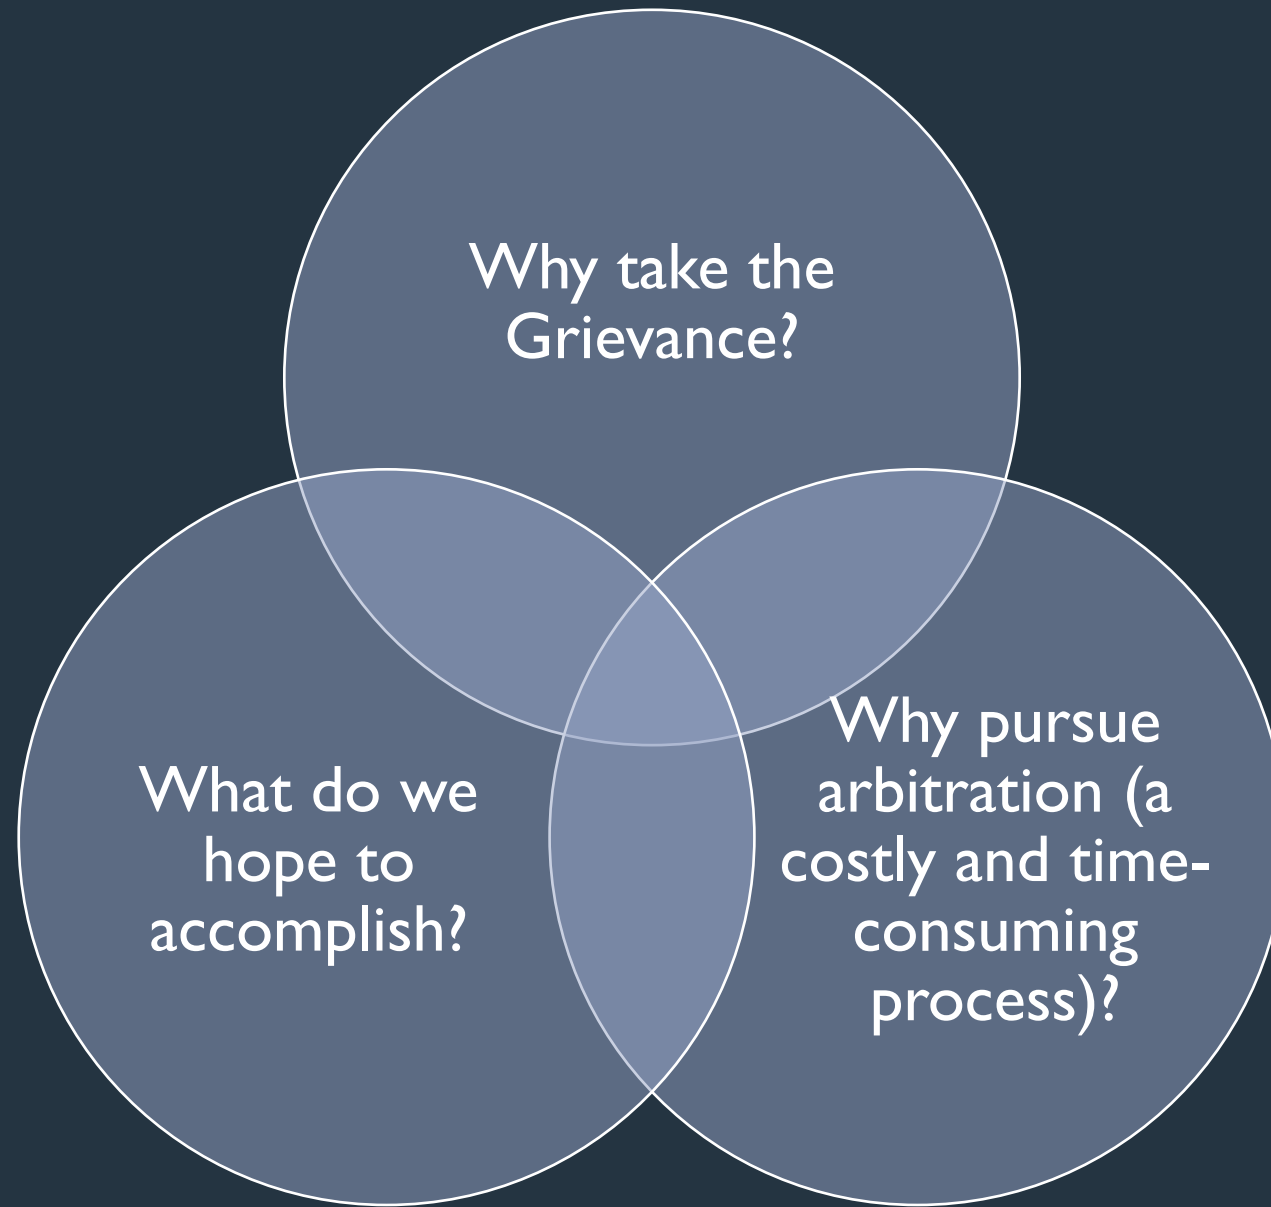 Why take the
Grievance?
What do we
hope to
accomplish?
Why pursue
arbitration (a
costly and time-
consuming
process)?